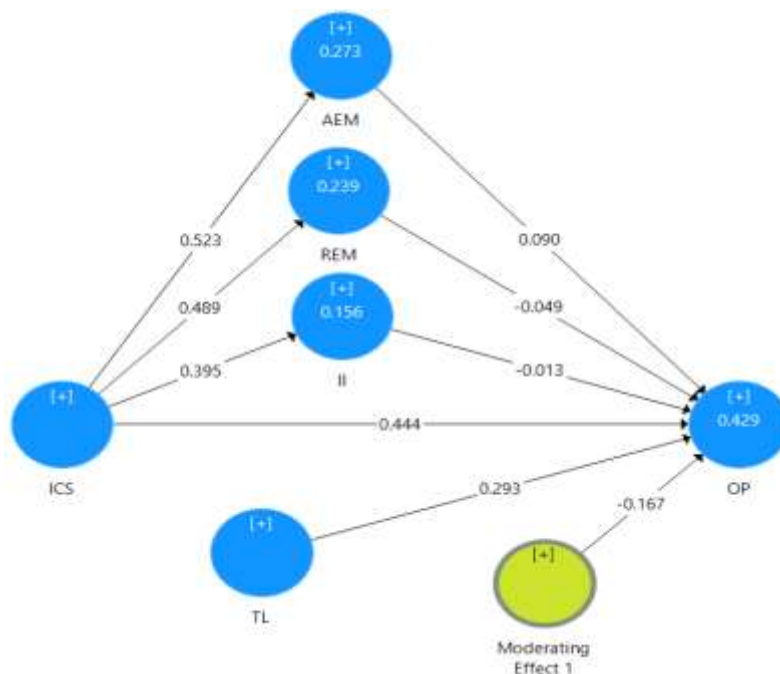 [+]
0.273
AEM
[+]
0.239
REM
0.523
0.090
[+]
0.156
II
0.489
-0.049
0.395
-0.013
[+]
ICS
0.444
[+]
0.429
OP
0.293
-0.167
[+]
TL
[+]
Moderating
Effect 1